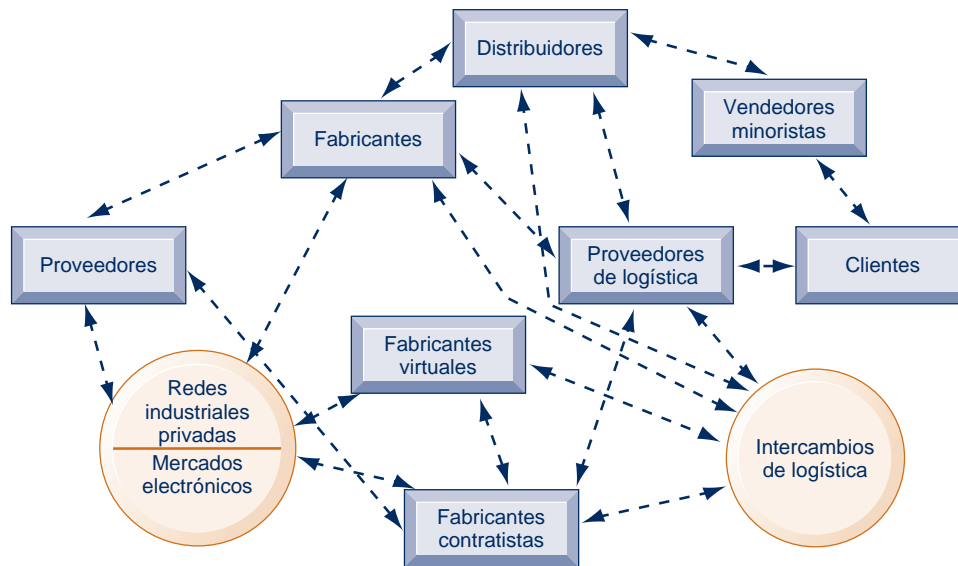 Distribuidores
Vendedores
minoristas
Fabricantes
Proveedores
Proveedores
de logística
Clientes
Fabricantes
virtuales
Redes
industriales
privadas
Mercados
electrónicos
Intercambios
de logística
Fabricantes
contratistas